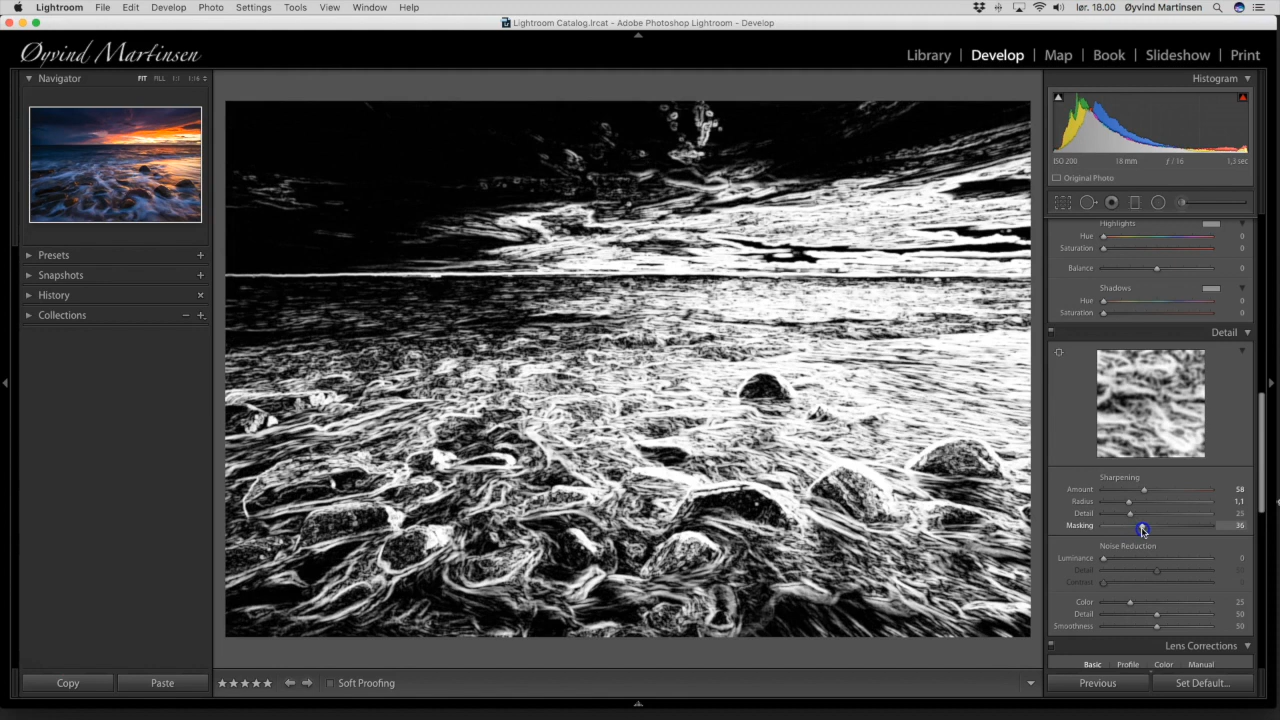 Lightroom File Edit Develop Photo Settings Tools View Window Help lør. 18.00 Øyvind Martinsen
Lightroom Catalog.lrcat - Adobe Photoshop Lightroom - Develop
Øyvind Martinsen Library | Develop | Map | Book | Slideshow | Print
Navigator FIT FILL 1:1 1:16 Histogram
ISO 200 18 mm ƒ / 16 1,3 sec
Original Photo
Highlights
Hue 0
Saturation 0
Presets
Balance 0
Snapshots
Shadows
History
Hue 0
Collections
Saturation 0
Detail
Sharpening
Amount 58
Radius 1,1
Detail 25
Masking 36
Noise Reduction
Luminance 0
Detail
Contrast
Color 25
Detail 50
Smoothness 50
Lens Corrections
Basic Profile Color Manual
Copy Paste Soft Proofing Previous Set Default...